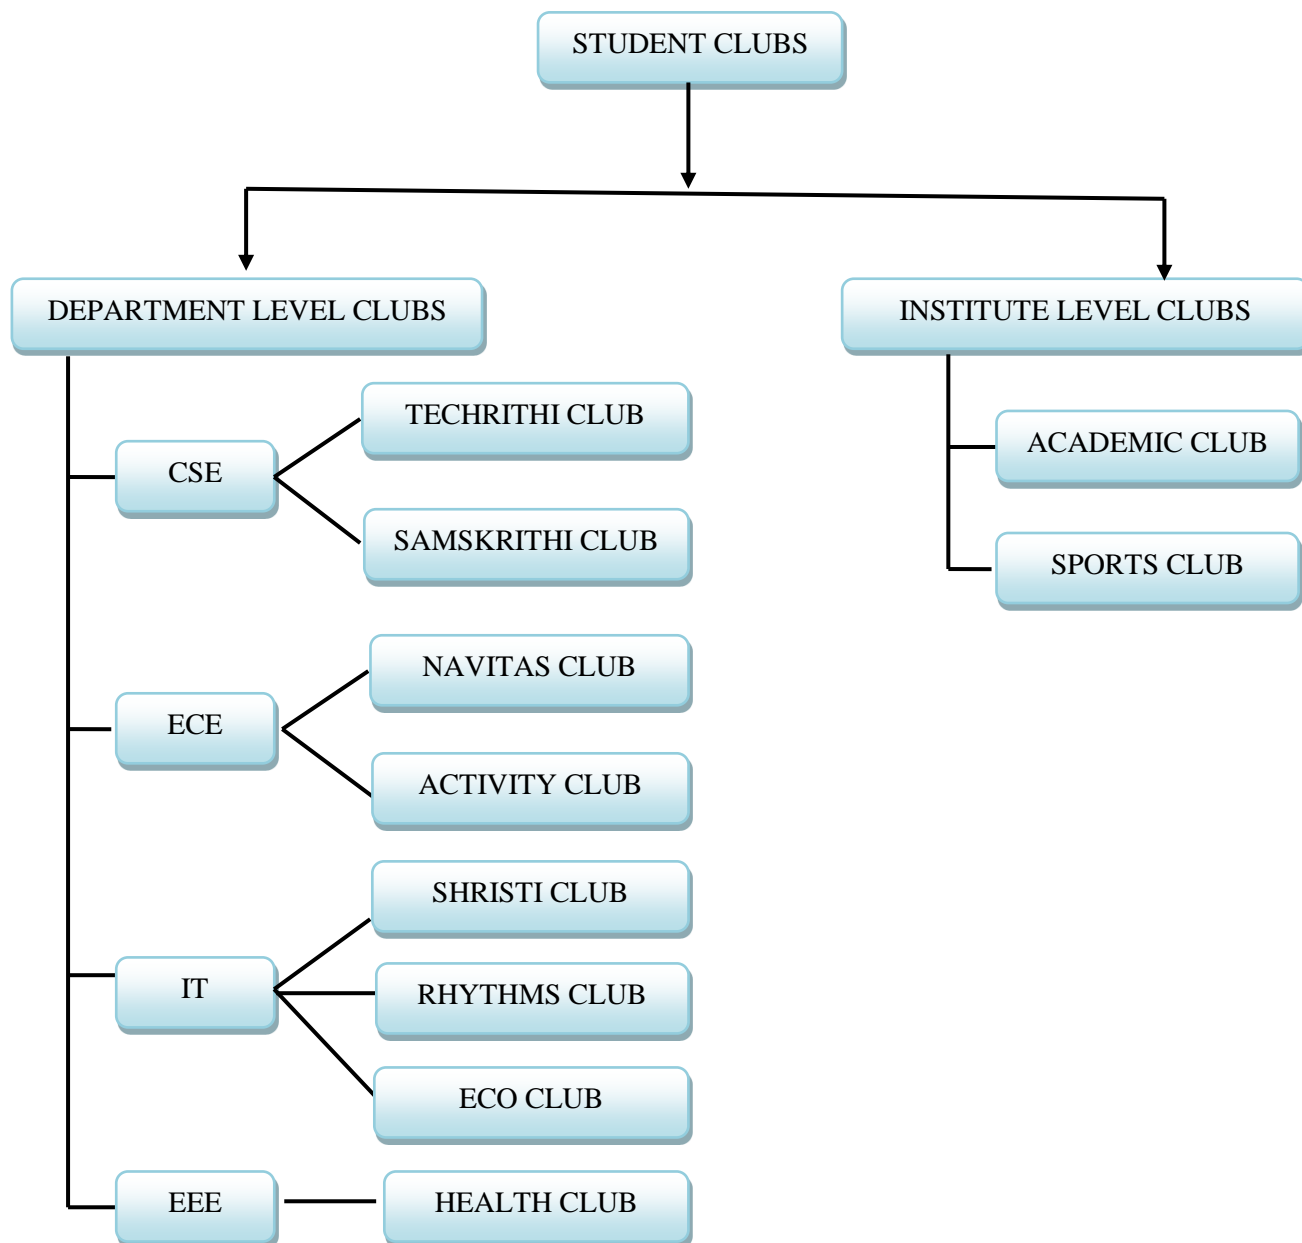 STUDENT CLUBS
DEPARTMENT LEVEL CLUBS
INSTITUTE LEVEL CLUBS
TECHRITHI CLUB
CSE
SAMSKRITHI CLUB
ACADEMIC CLUB
SPORTS CLUB
NAVITAS CLUB
ECE
ACTIVITY CLUB
SHRISTI CLUB
IT
RHYTHMS CLUB
ECO CLUB
EEE
HEALTH CLUB